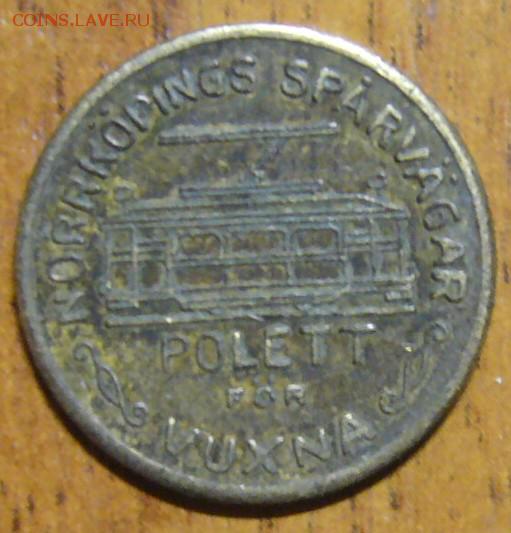 COINS.LAVE.RU
NORRKÖPINGS SPÅRVÄGAR
POLETT
FÖR
VUXNA